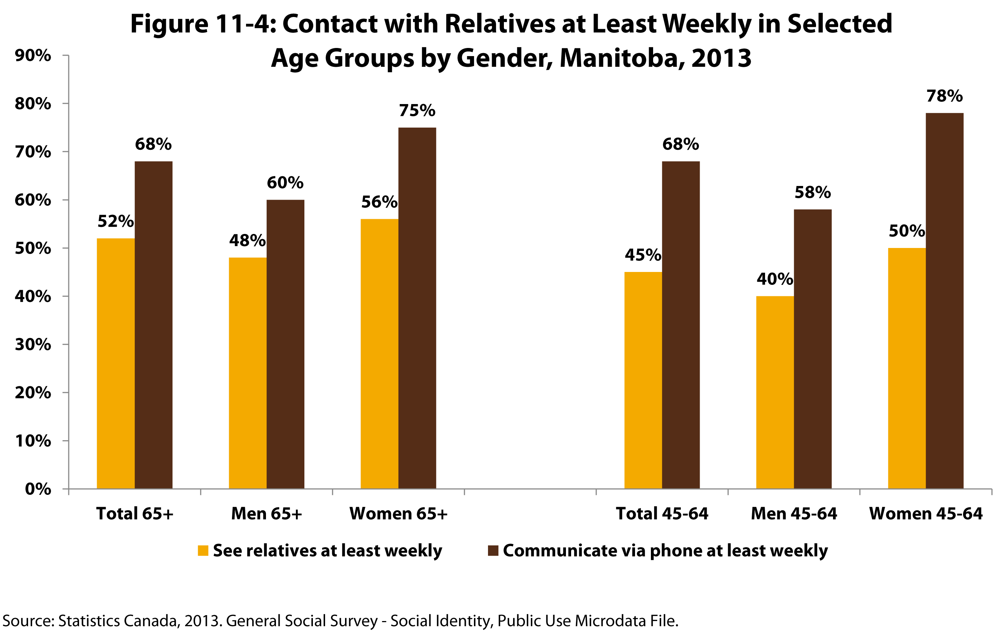 Figure 11-4: Contact with Relatives at Least Weekly in Selected
Age Groups by Gender, Manitoba, 2013
90%
80%
70%
60%
50%
40%
30%
20%
10%
0%
52%
68%
48%
60%
56%
75%
45%
68%
40%
58%
50%
78%
Total 65+
Men 65+
Women 65+
Total 45-64
Men 45-64
Women 45-64
See relatives at least weekly
Communicate via phone at least weekly
Source: Statistics Canada, 2013. General Social Survey - Social Identity, Public Use Microdata File.